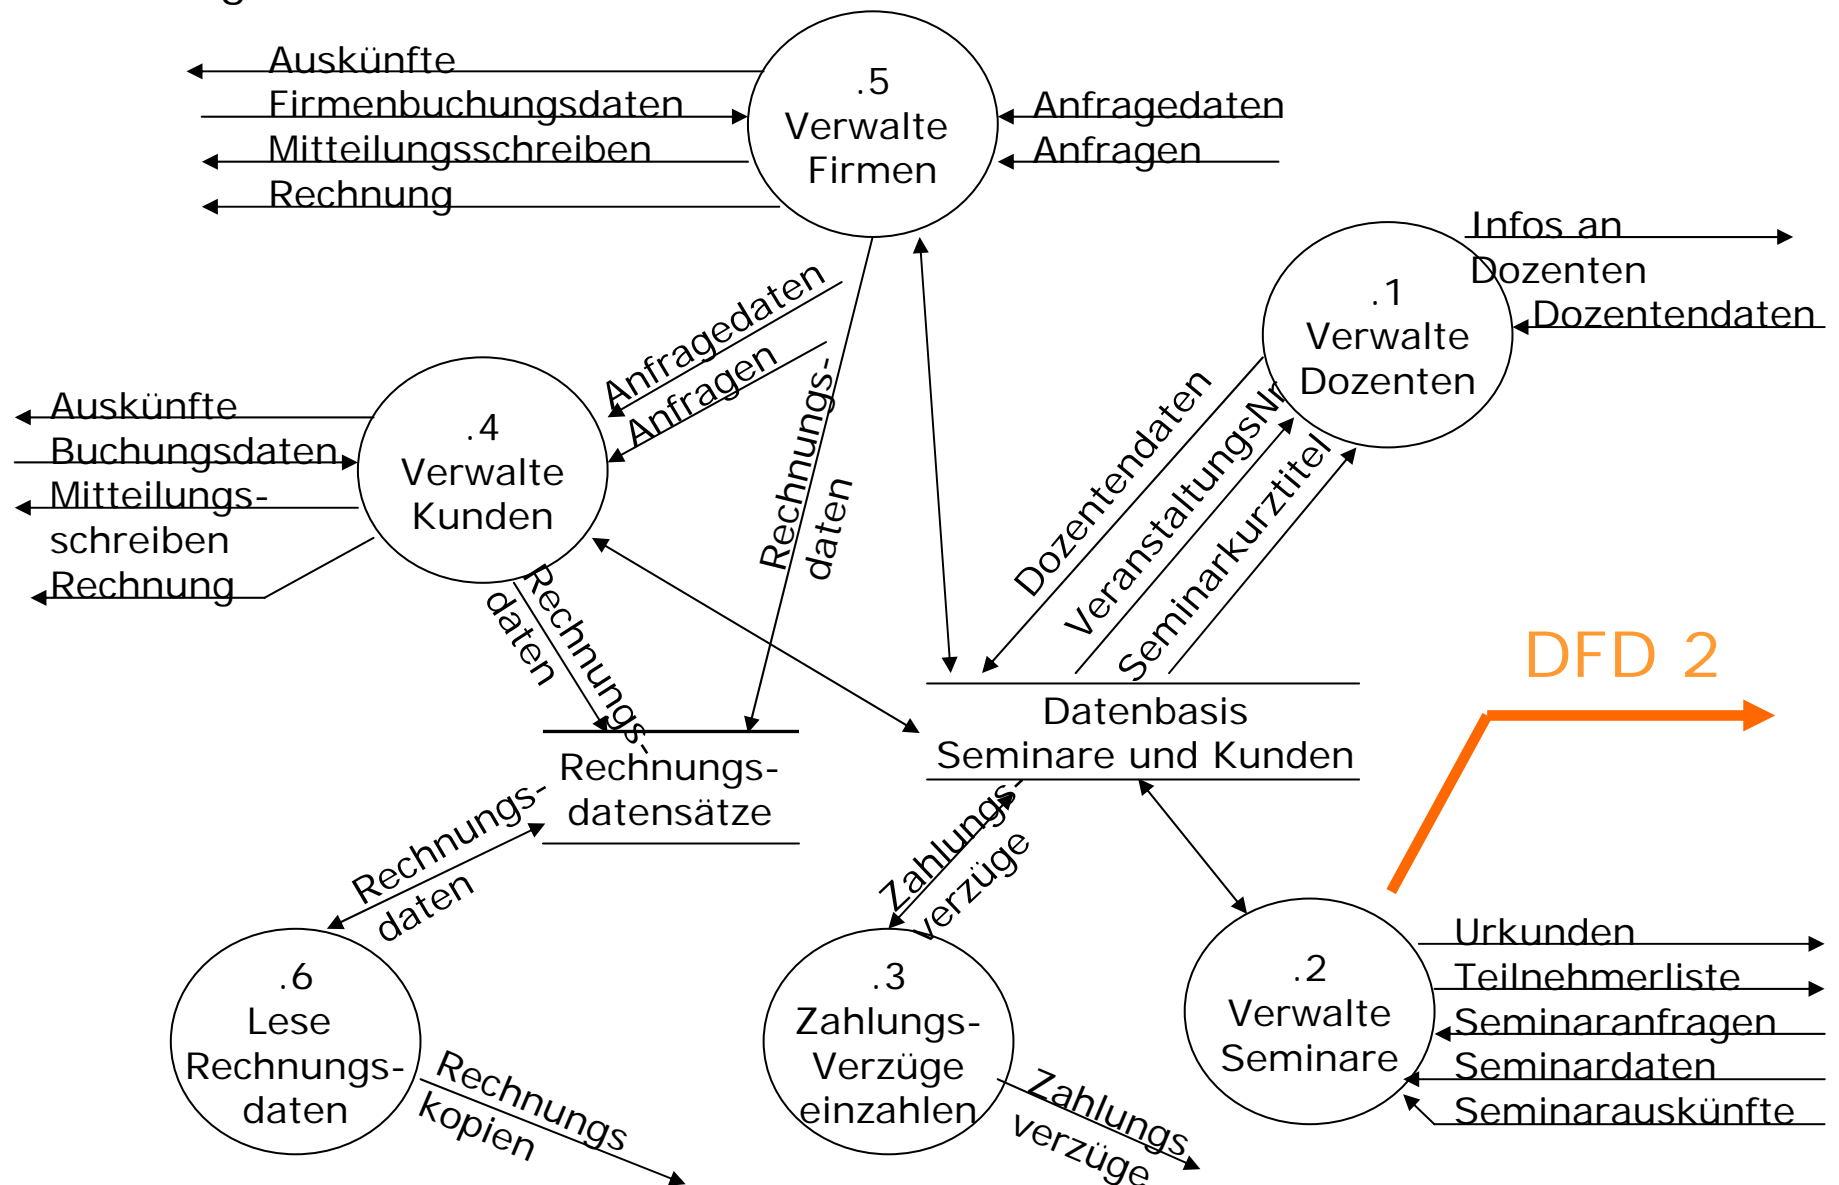 Auskünfte
Firmenbuchungsdaten
Mitteilungsschreiben
Rechnung
.5
Verwalte
Firmen
Anfragedaten
Anfragen
Infos an
Dozenten
Dozentendaten
.1
Verwalte
Dozenten
Anfragedaten
Anfragen
Rechnungs-
daten
Dozentendaten
VeranstaltungsNr
Seminarkurztitel
Auskünfte
Buchungsdaten
Mitteilungs-
schreiben
Rechnung
.4
Verwalte
Kunden
Rechnungs-
daten
DFD 2
Datenbasis
Seminare und Kunden
Rechnungs-
datensätze
Rechnungs-
daten
Zahlungs-
verzüge
.6
Lese
Rechnungs-
daten
Rechnungs
kopien
.3
Zahlungs-
Verzüge
einzahlen
Zahlungs
verzüge
.2
Verwalte
Seminare
Urkunden
Teilnehmerliste
Seminaranfragen
Seminardaten
Seminarauskünfte